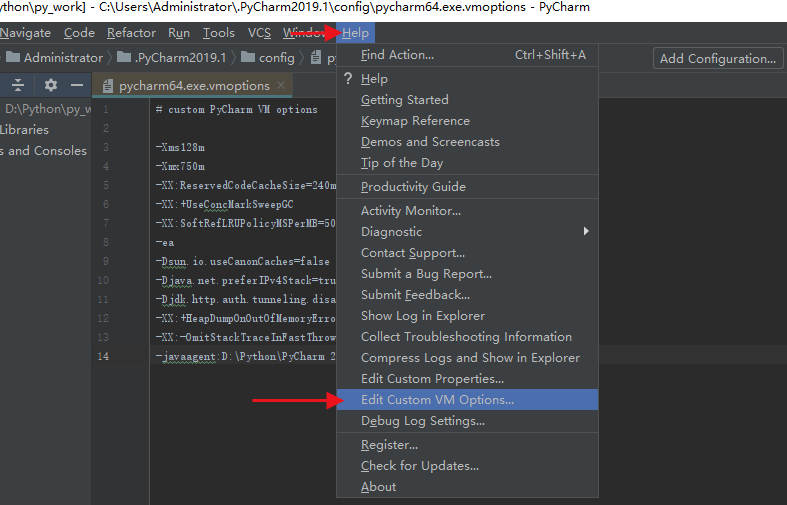 ython\py_work] - C:\Users\Administrator\.PyCharm2019.1\config\pycharm64.exe.vmoptions - PyCharm
Navigate Code Refactor Run Tools VCS Window Help
Administrator .PyCharm2019.1 config py
Add Configuration...
pycharm64.exe.vmoptions
D:\Python\py_w
Libraries
s and Consoles
1 # custom PyCharm VM options
2
3 -Xms128m
4 -Xmx750m
5 -XX:ReservedCodeCacheSize=240m
6 -XX:+UseConcMarkSweepGC
7 -XX:SoftRefLRUPolicyMSPerMB=50
8 -ea
9 -Dsun.io.useCanonCaches=false
10 -Djava.net.preferIPv4Stack=tru
11 -Djdk.http.auth.tunneling.disa
12 -XX:+HeapDumpOnOutOfMemoryErro
13 -XX:-OmitStackTraceInFastThrow
14 -javaagent:D:\Python\PyCharm 2
Find Action... Ctrl+Shift+A
? Help
Getting Started
Keymap Reference
Demos and Screencasts
Tip of the Day
Productivity Guide
Activity Monitor...
Diagnostic
Contact Support...
Submit a Bug Report...
Submit Feedback...
Show Log in Explorer
Collect Troubleshooting Information
Compress Logs and Show in Explorer
Edit Custom Properties...
Edit Custom VM Options...
Debug Log Settings...
Register...
Check for Updates...
About